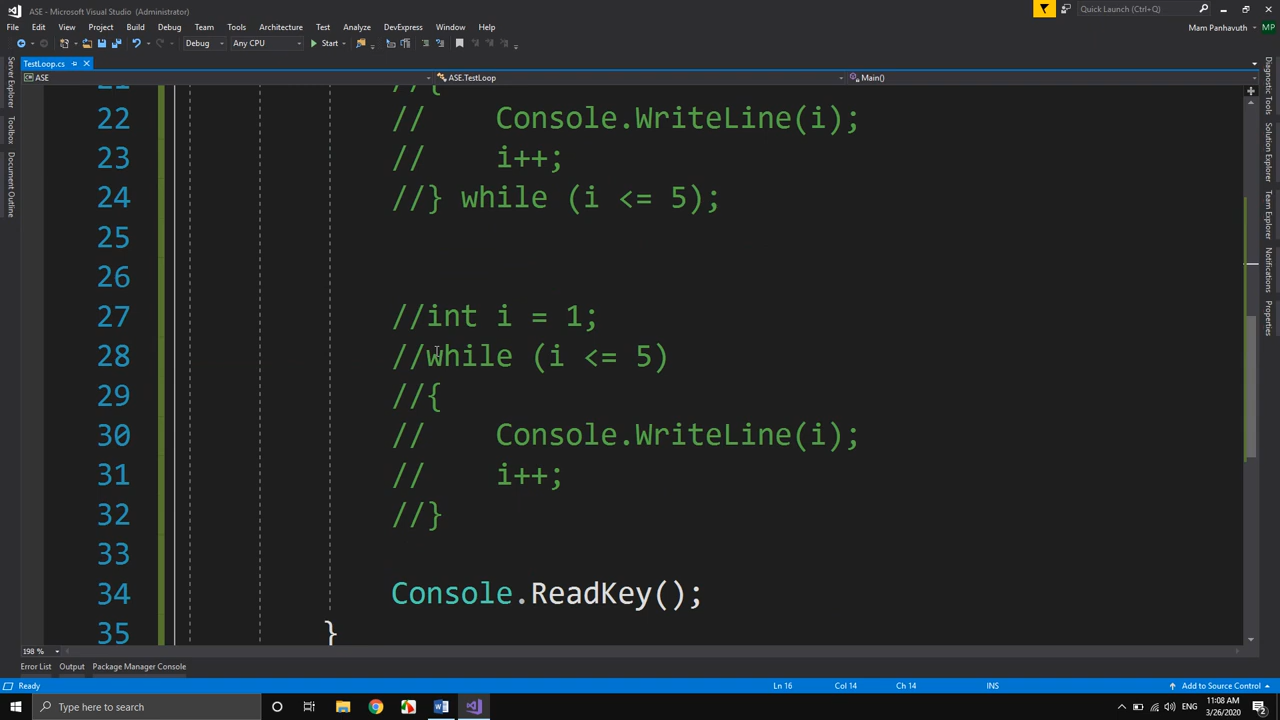 ASE - Microsoft Visual Studio (Administrator)
Quick Launch (Ctrl+Q)
File Edit View Project Build Debug Team Tools Architecture Test Analyze DevExpress Window Help
Mam Panhavuth MP
Debug Any CPU Start
TestLoop.cs
ASE ASE.TestLoop Main()
Server Explorer
Toolbox
Document Outline
21 //{
22 // Console.WriteLine(i);
23 // i++;
24 //} while (i <= 5);
25
26
27 //int i = 1;
28 //while (i <= 5)
29 //{
30 // Console.WriteLine(i);
31 // i++;
32 //}
33
34 Console.ReadKey();
35 }
Diagnostic Tools
Solution Explorer
Team Explorer
Notifications
Properties
198 %
Error List Output Package Manager Console
Ready Ln 16 Col 14 Ch 14 INS Add to Source Control
Type here to search
ENG
11:08 AM
3/26/2020
2